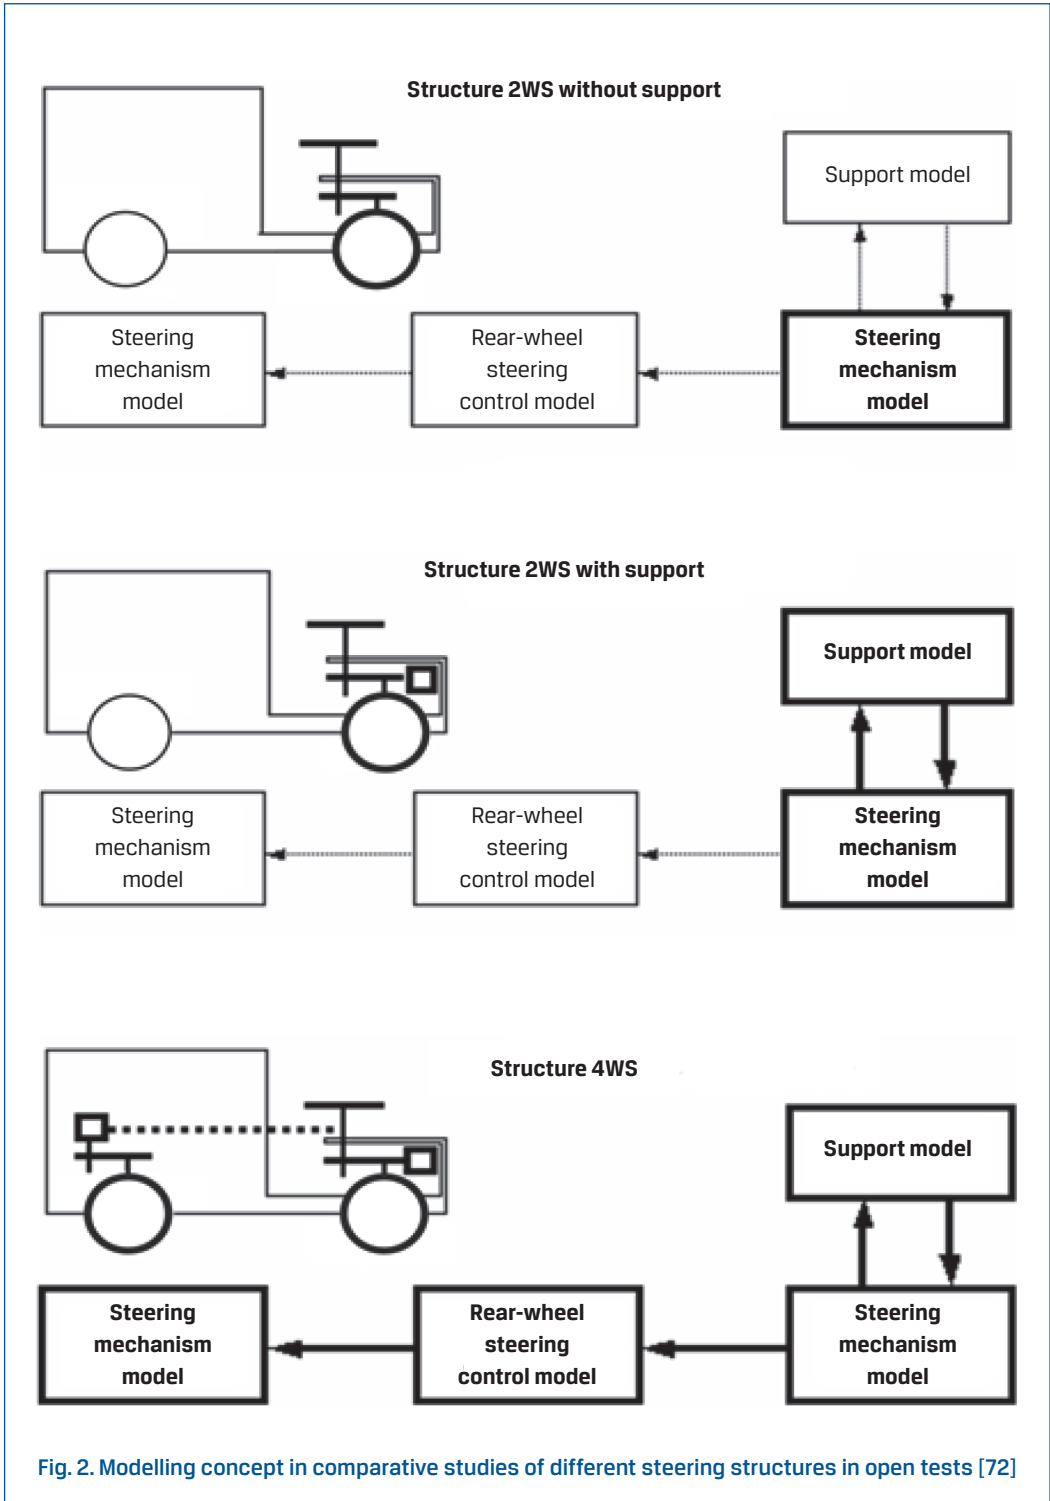 Structure 2WS without support
Support model
Steering
mechanism
model
Rear-wheel
steering
control model
Steering
mechanism
model
Structure 2WS with support
Support model
Steering
mechanism
model
Rear-wheel
steering
control model
Steering
mechanism
model
Structure 4WS
Support model
Steering
mechanism
model
Rear-wheel
steering
control model
Steering
mechanism
model
Fig. 2. Modelling concept in comparative studies of different steering structures in open tests [72]